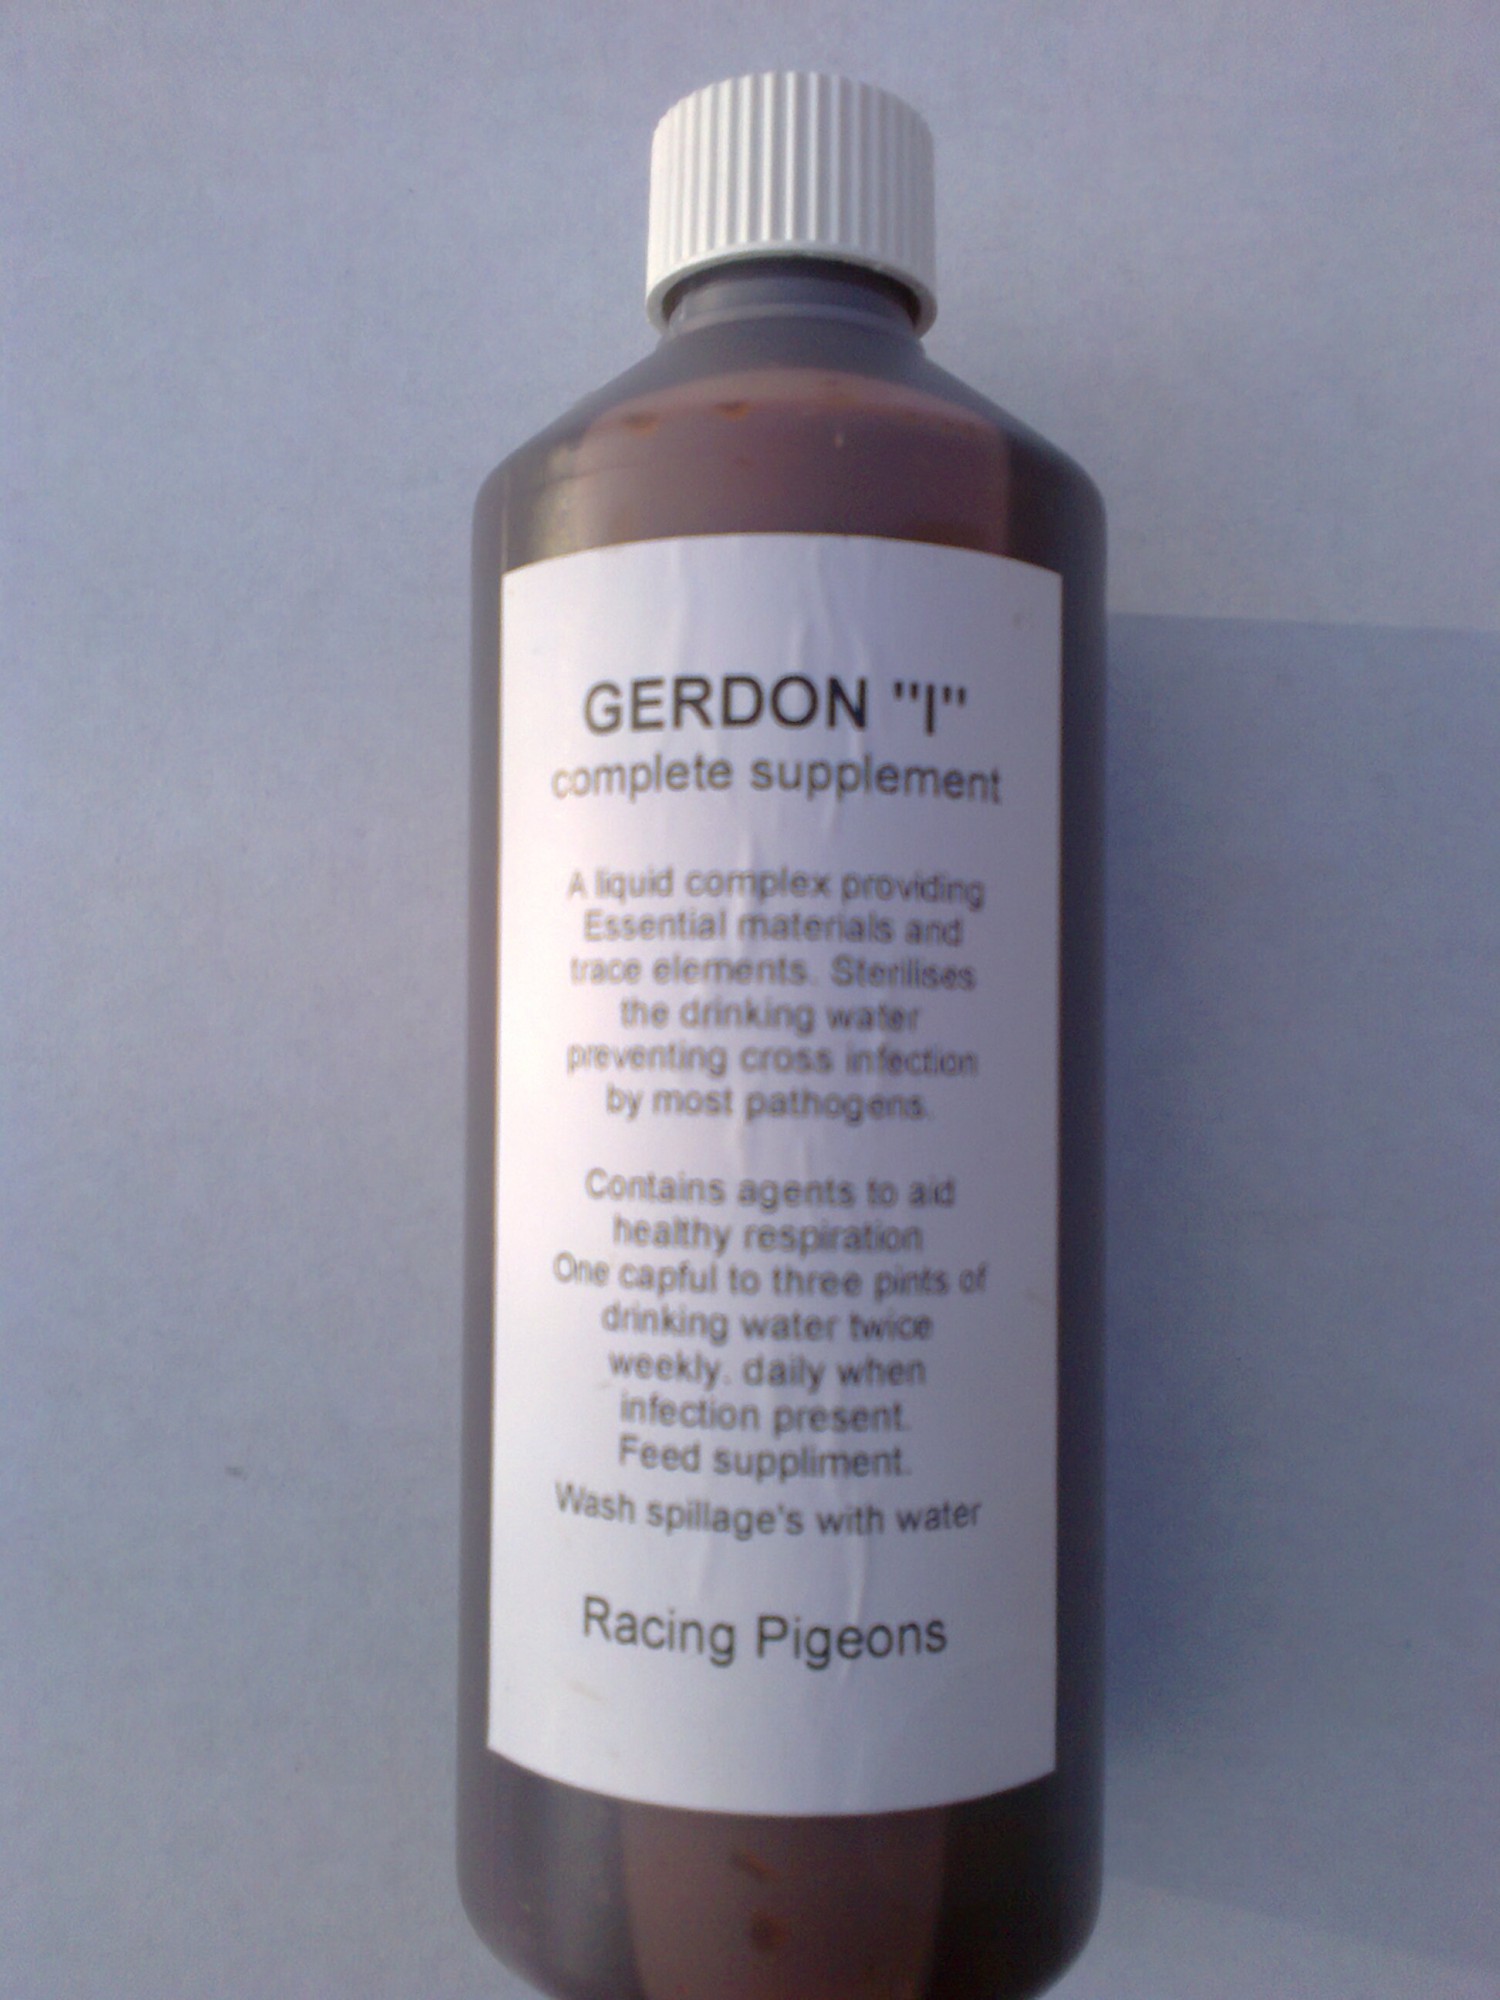 GERDON "I"
complete supplement
A liquid complex providing
Essential materials and
trace elements. Sterilises
the drinking water
preventing cross infection
by most pathogens.
Contains agents to aid
healthy respiration
One capful to three pints of
drinking water twice
weekly. daily when
infection present.
Feed suppliment.
Wash spillage's with water
Racing Pigeons